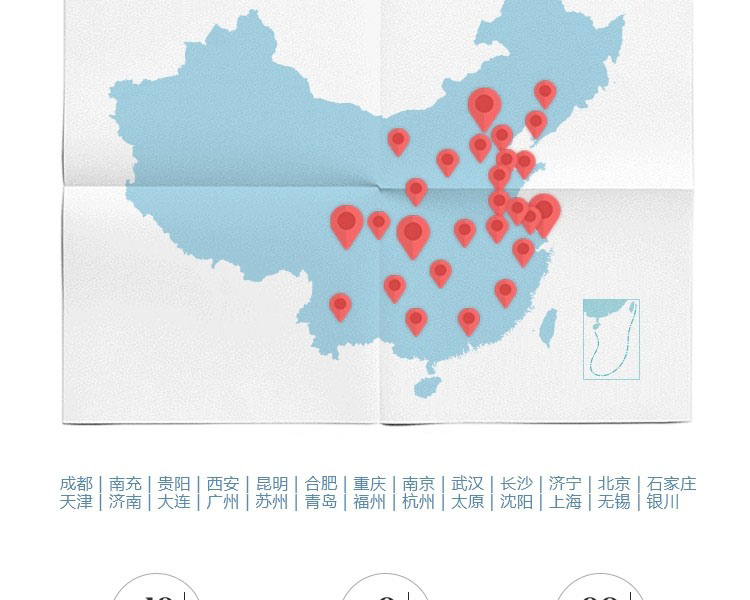 成都 | 南充 | 贵阳 | 西安 | 昆明 | 合肥 | 重庆 | 南京 | 武汉 | 长沙 | 济宁 | 北京 | 石家庄
天津 | 济南 | 大连 | 广州 | 苏州 | 青岛 | 福州 | 杭州 | 太原 | 沈阳 | 上海 | 无锡 | 银川